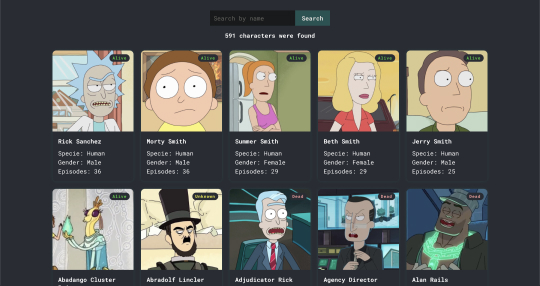 Search by name
Search
591 characters were found
Alive
Alive
Alive
Alive
Alive
Rick Sanchez
Specie: Human
Gender: Male
Episodes: 36
Morty Smith
Specie: Human
Gender: Male
Episodes: 36
Summer Smith
Specie: Human
Gender: Female
Episodes: 29
Beth Smith
Specie: Human
Gender: Female
Episodes: 29
Jerry Smith
Specie: Human
Gender: Male
Episodes: 25
Alive
Unknown
Dead
Dead
Dead
Abadango Cluster
Abradolf Lincler
Adjudicator Rick
Agency Director
Alan Rails